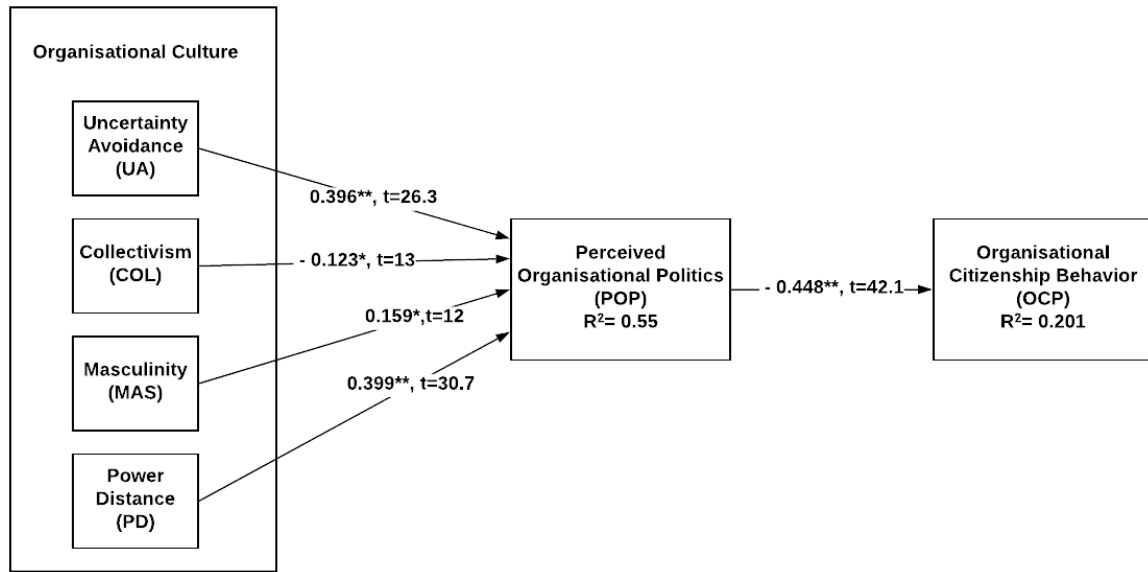 Organisational Culture
Uncertainty
Avoidance
(UA)
0.396**, t=26.3
Collectivism
(COL)
- 0.123*, t=13
Masculinity
(MAS)
0.159*,t=12
Power
Distance
(PD)
0.399**, t=30.7
Perceived
Organisational Politics
(POP)
R²= 0.55
- 0.448**, t=42.1
Organisational
Citizenship Behavior
(OCP)
R²= 0.201